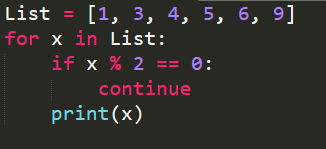 List = [1, 3, 4, 5, 6, 9]
for x in List:
    if x % 2 == 0:
        continue
    print(x)